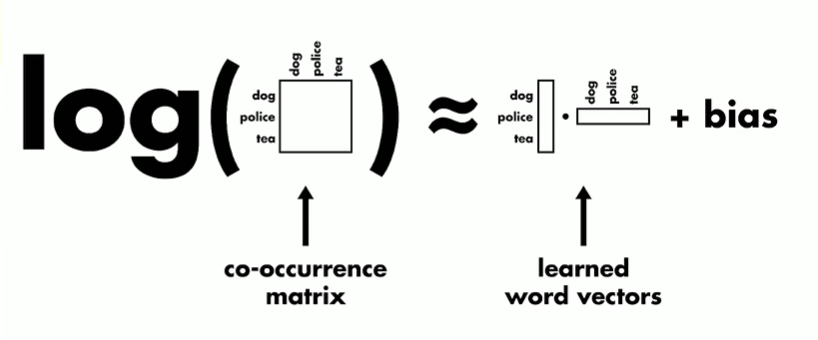 log( dog police tea ) ≈ dog police tea + bias
dog
police
tea
dog
police
•
tea
co-occurrence
matrix
learned
word vectors